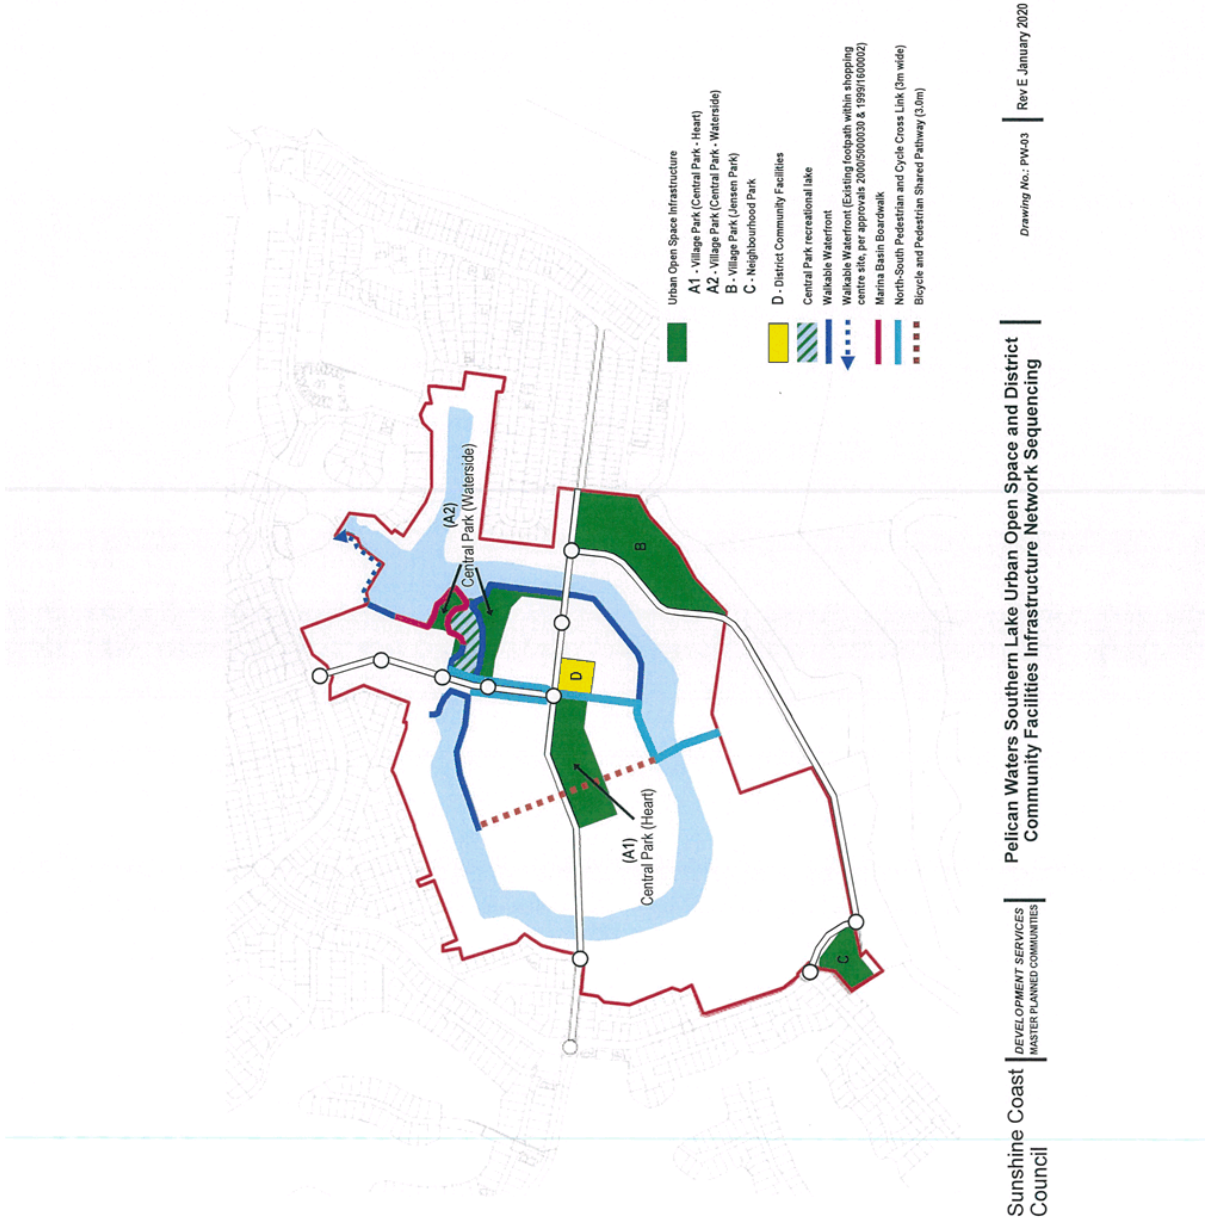 (A2)
Central Park (Waterside)
B
D
(A1)
Central Park (Heart)
C
Urban Open Space Infrastructure
A1 - Village Park (Central Park - Heart)
A2 - Village Park (Central Park - Waterside)
B - Village Park (Jensen Park)
C - Neighbourhood Park
D - District Community Facilities
Central Park recreational lake
Walkable Waterfront
Walkable Waterfront (Existing footpath within shopping
centre site, per approvals 2000/5000030 & 1999/1600002)
Marina Basin Boardwalk
North-South Pedestrian and Cycle Cross Link (3m wide)
Bicycle and Pedestrian Shared Pathway (3.0m)
Sunshine Coast
Council
DEVELOPMENT SERVICES
MASTER PLANNED COMMUNITIES
Pelican Waters Southern Lake Urban Open Space and District
Community Facilities Infrastructure Network Sequencing
Drawing No.: PW-03
Rev E January 2020